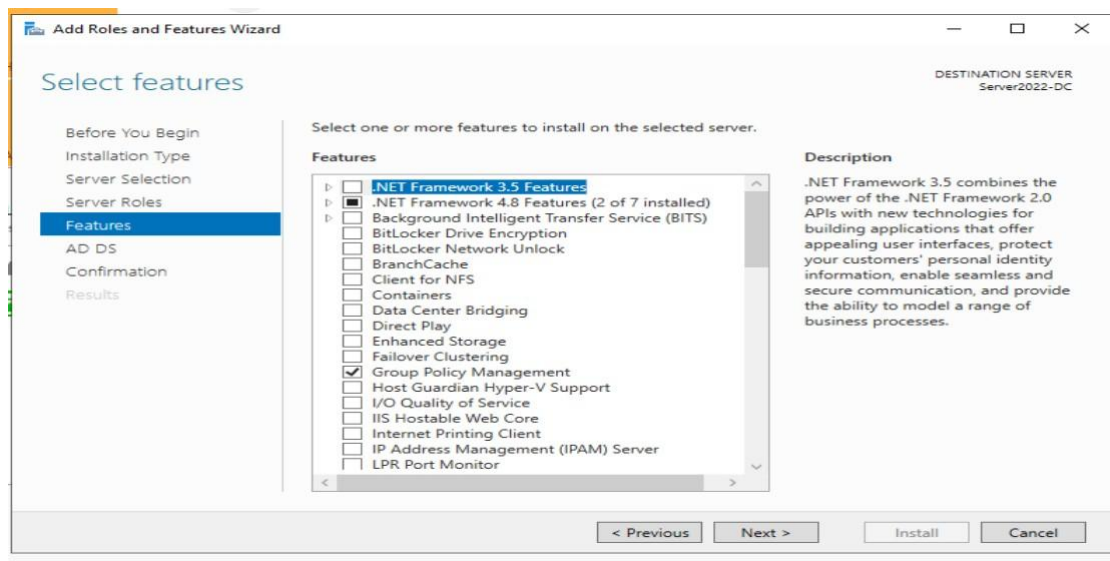 Add Roles and Features Wizard
Select features
DESTINATION SERVER
Server2022-DC
Before You Begin
Installation Type
Server Selection
Server Roles
Features
AD DS
Confirmation
Results
Select one or more features to install on the selected server.
Features
.NET Framework 3.5 Features
.NET Framework 4.8 Features (2 of 7 installed)
Background Intelligent Transfer Service (BITS)
BitLocker Drive Encryption
BitLocker Network Unlock
BranchCache
Client for NFS
Containers
Data Center Bridging
Direct Play
Enhanced Storage
Failover Clustering
Group Policy Management
Host Guardian Hyper-V Support
I/O Quality of Service
IIS Hostable Web Core
Internet Printing Client
IP Address Management (IPAM) Server
LPR Port Monitor
Description
.NET Framework 3.5 combines the
power of the .NET Framework 2.0
APIs with new technologies for
building applications that offer
appealing user interfaces, protect
your customers' personal identity
information, enable seamless and
secure communication, and provide
the ability to model a range of
business processes.
< Previous
Next >
Install
Cancel